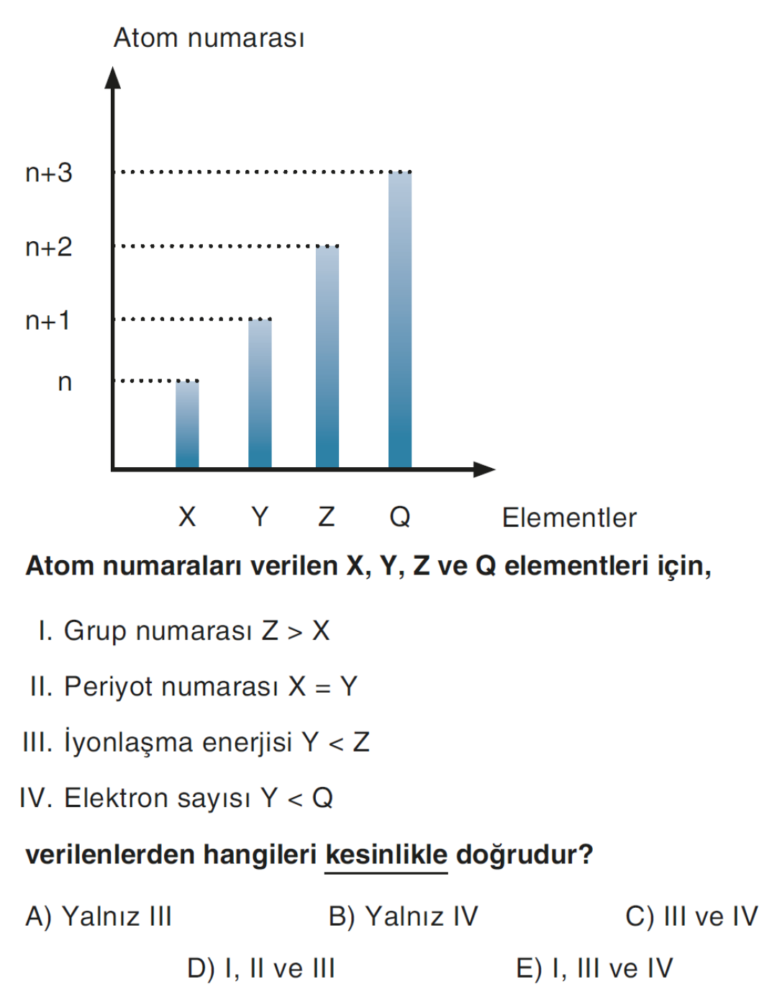 Atom numarası
n+3
n+2
n+1
n
X Y Z Q Elementler
Atom numaraları verilen X, Y, Z ve Q elementleri için,
I. Grup numarası Z > X
II. Periyot numarası X = Y
III. İyonlaşma enerjisi Y < Z
IV. Elektron sayısı Y < Q
verilenlerden hangileri kesinlikle doğrudur?
A) Yalnız III B) Yalnız IV C) III ve IV
D) I, II ve III E) I, III ve IV